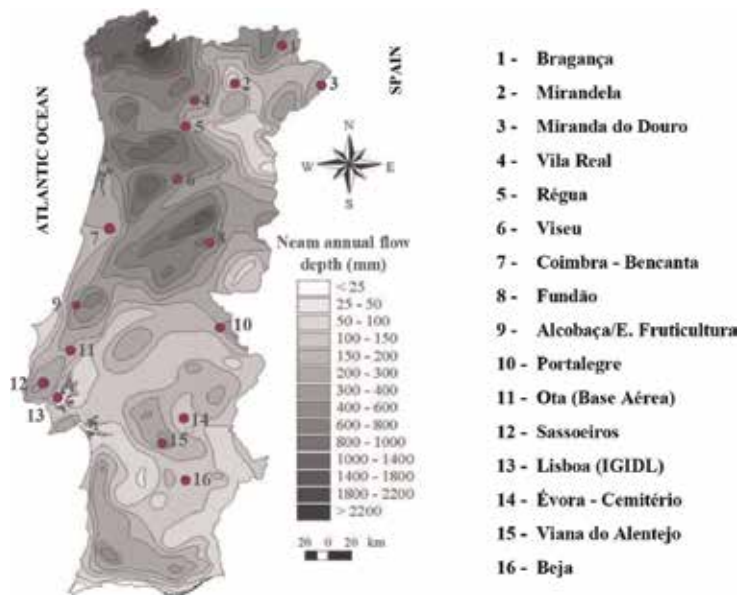 ATLANTIC OCEAN
SPAIN
N
W E
S
1
2
3
4
5
6
7
8
9
10
11
12
13
14
15
16
Neam annual flow
depth (mm)
< 25
25 - 50
50 - 100
100 - 150
150 - 200
200 - 300
300 - 400
400 - 600
600 - 800
800 - 1000
1000 - 1400
1400 - 1800
1800 - 2200
> 2200
20 0 20 km
1 - Bragança
2 - Mirandela
3 - Miranda do Douro
4 - Vila Real
5 - Régua
6 - Viseu
7 - Coimbra - Bencanta
8 - Fundão
9 - Alcobaça/E. Fruticultura
10 - Portalegre
11 - Ota (Base Aérea)
12 - Sassoeiros
13 - Lisboa (IGIDL)
14 - Évora - Cemitério
15 - Viana do Alentejo
16 - Beja